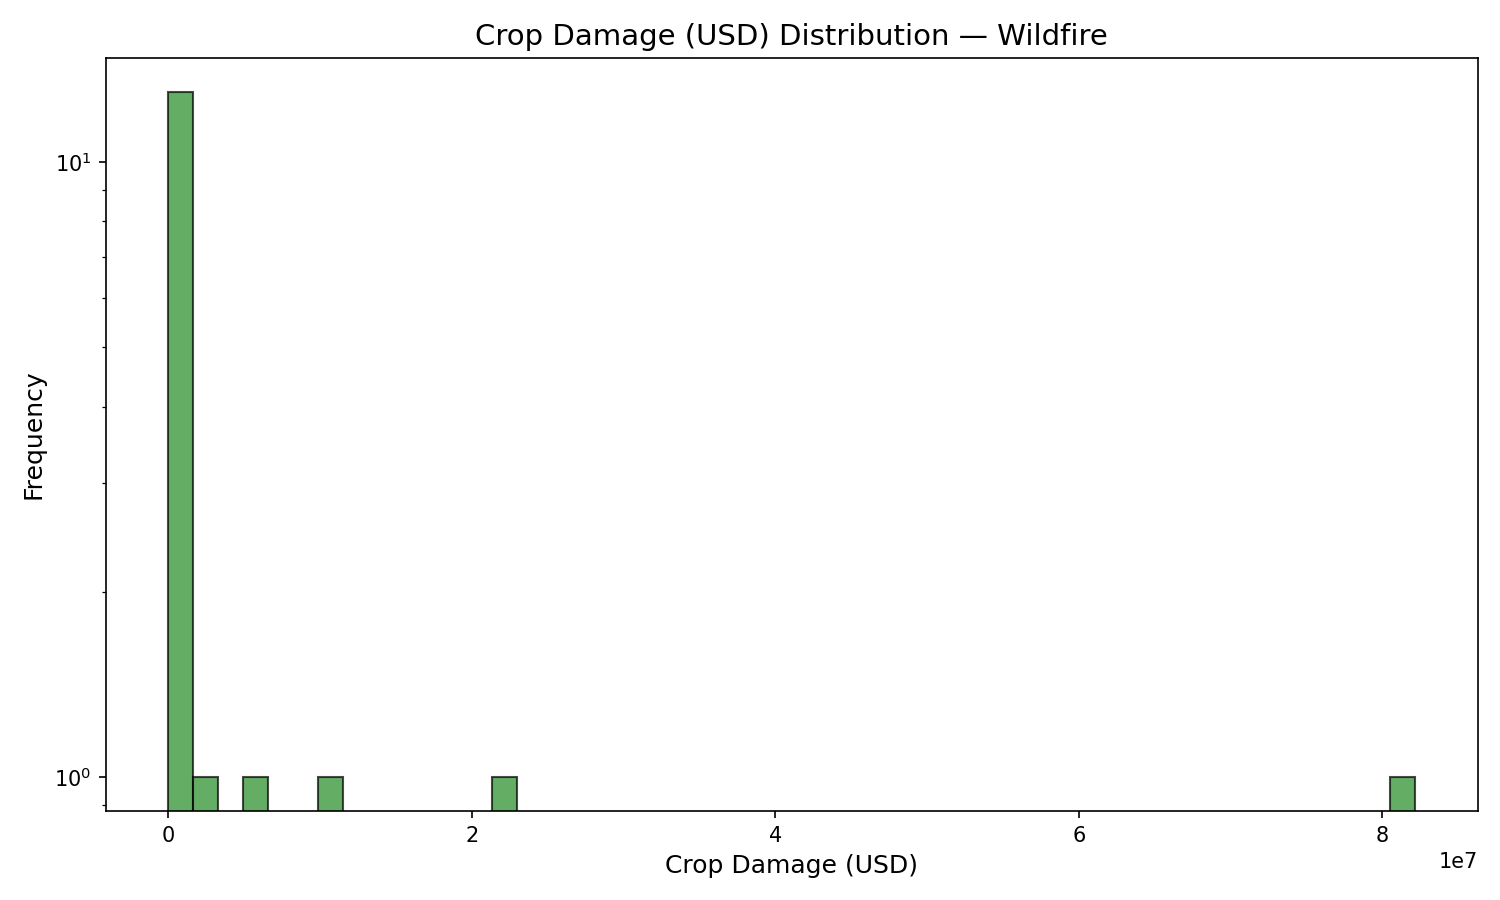 Crop Damage (USD) Distribution — Wildfire
Frequency
10¹
10⁰
0 2 4 6 8
1e7
Crop Damage (USD)